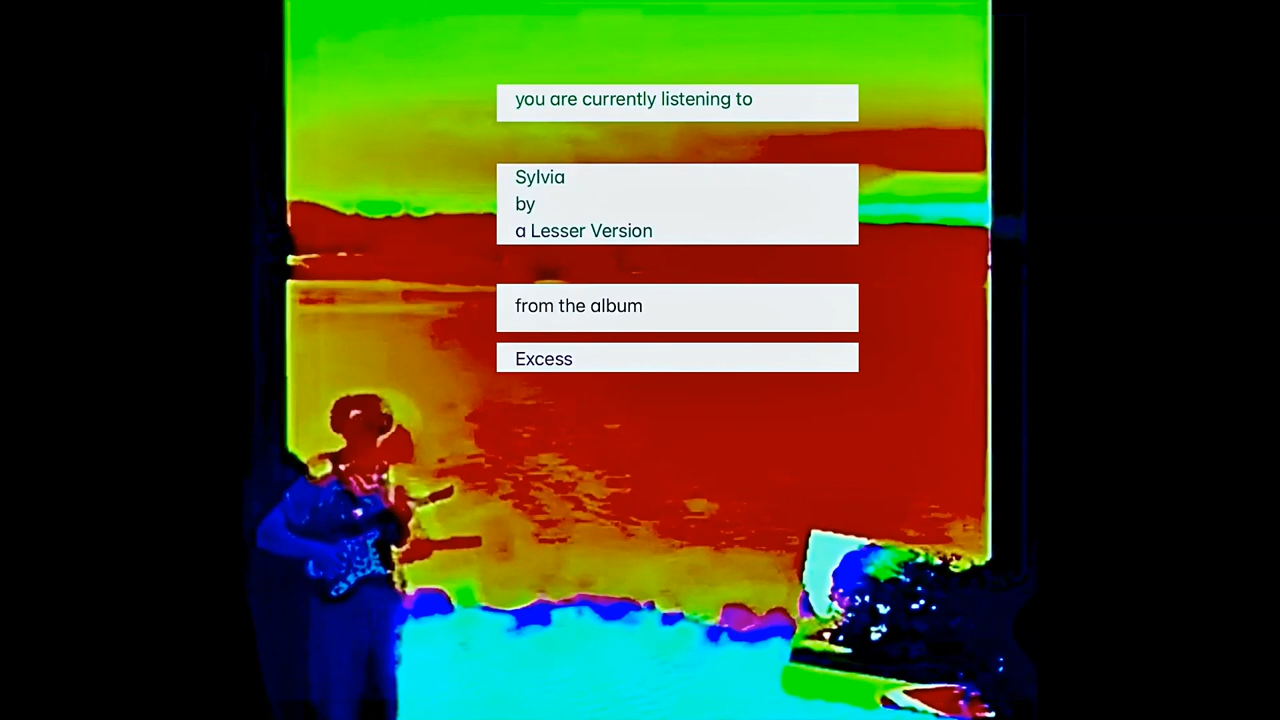 you are currently listening to
Sylvia
by
a Lesser Version
from the album
Excess